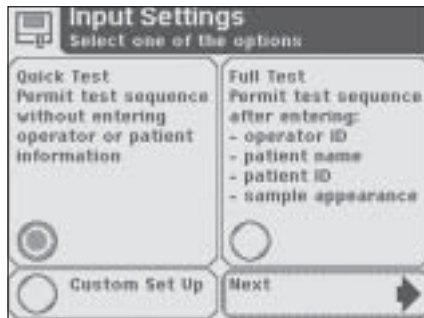 Input Settings
Select one of the options
Quick Test
Permit test sequence
without entering
operator or patient
information
Full Test
Permit test sequence
after entering:
- operator ID
- patient name
- patient ID
- sample appearance
Custom Set Up
Next